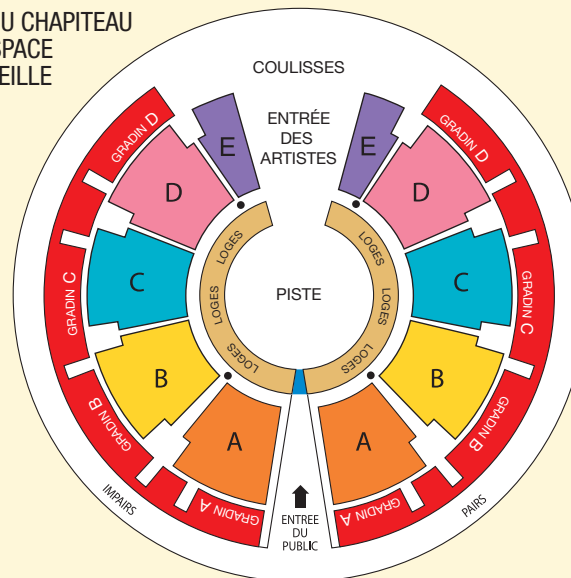 U CHAPITEAU
SPACE
EILLE
COULISSES
ENTRÉE
DES
ARTISTES
GRADIN D
E
E
GRADIN D
D
D
LOGES
LOGES
GRADIN C
C
LOGES
PISTE
LOGES
C
GRADIN C
B
LOGES
LOGES
B
GRADIN B
GRADIN B
A
A
IMPAIRS
GRADIN A
ENTREE
DU
PUBLIC
GRADIN A
PAIRS